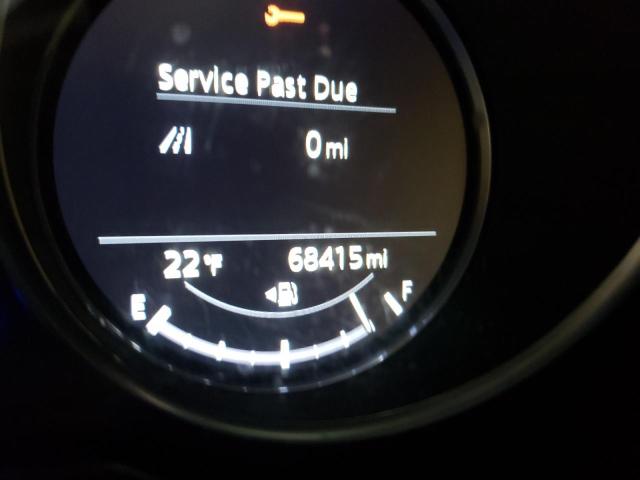 Service Past Due
0 mi
22 °F 68415 mi
E F